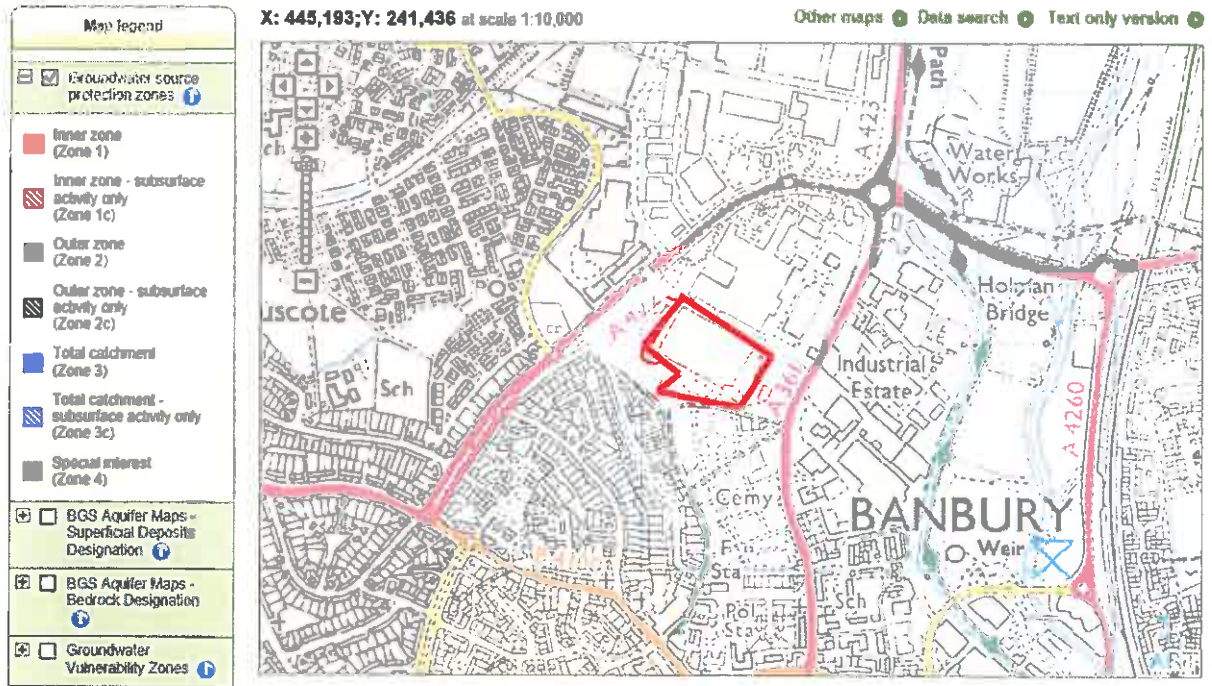 Map legend
Groundwater source
protection zones
Inner zone
(Zone 1)
Inner zone - subsurface
activity only
(Zone 1c)
Outer zone
(Zone 2)
Outer zone - subsurface
activity only
(Zone 2c)
Total catchment
(Zone 3)
Total catchment -
subsurface activity only
(Zone 3c)
Special interest
(Zone 4)
BGS Aquifer Maps -
Superficial Deposits
Designation
BGS Aquifer Maps -
Bedrock Designation
Groundwater
Vulnerability Zones
X: 445,193;Y: 241,436 at scale 1:10,000
Other maps
Data search
Text only version
Path
A 423
Water
Works
Holman
Bridge
uscote
Sch
A 361
Industrial
Estate
A 4260
Cemy
BANBURY
Weir
Sta
Pol
Sta
Sch